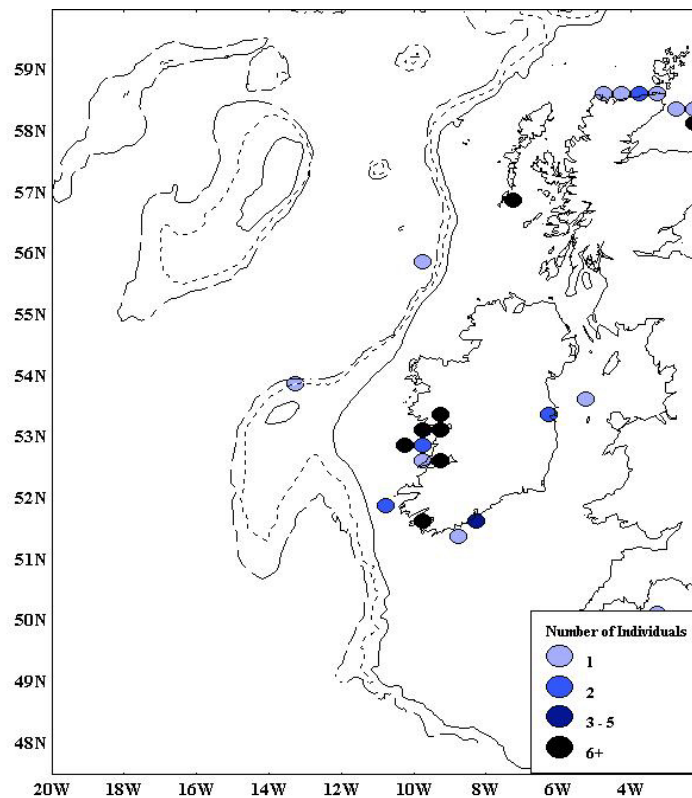 59N
58N
57N
56N
55N
54N
53N
52N
51N
50N
49N
48N
Number of Individuals
1
2
3 - 5
6+
20W 18W 16W 14W 12W 10W 8W 6W 4W